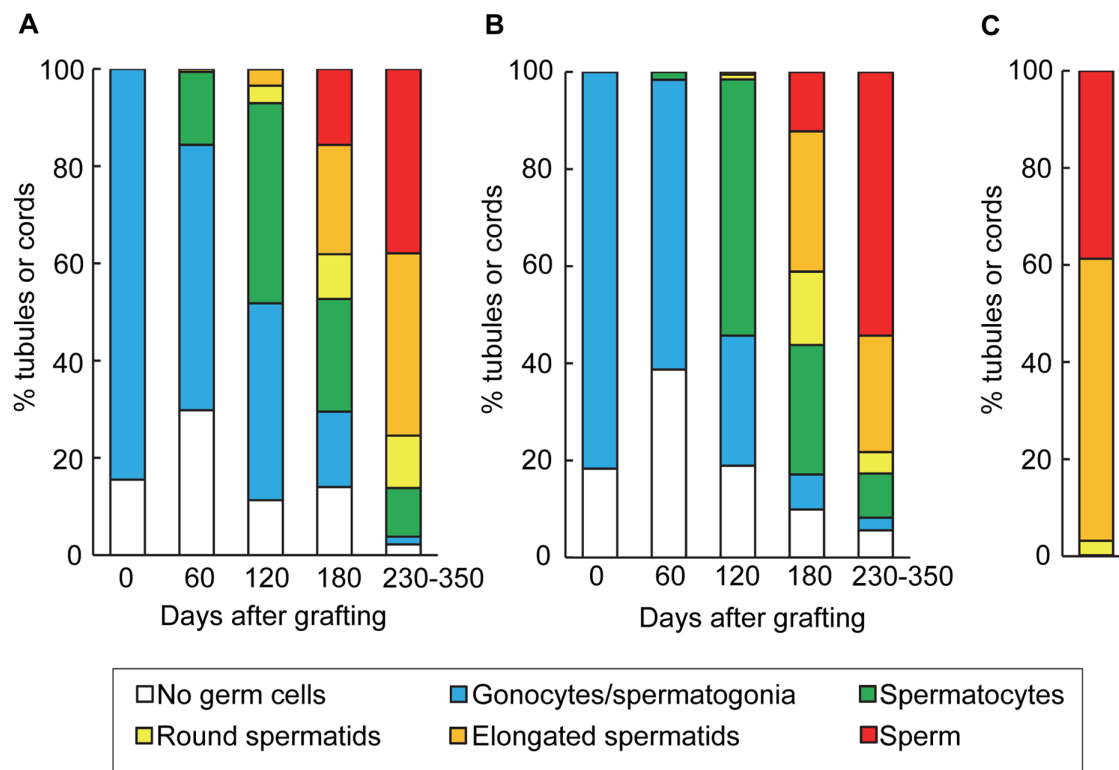 A
B
C
100
80
60
40
20
0
% tubules or cords
0 60 120 180 230-350
Days after grafting
100
80
60
40
20
0
% tubules or cords
0 60 120 180 230-350
Days after grafting
100
80
60
40
20
0
% tubules or cords
No germ cells Gonocytes/spermatogonia Spermatocytes
Round spermatids Elongated spermatids Sperm